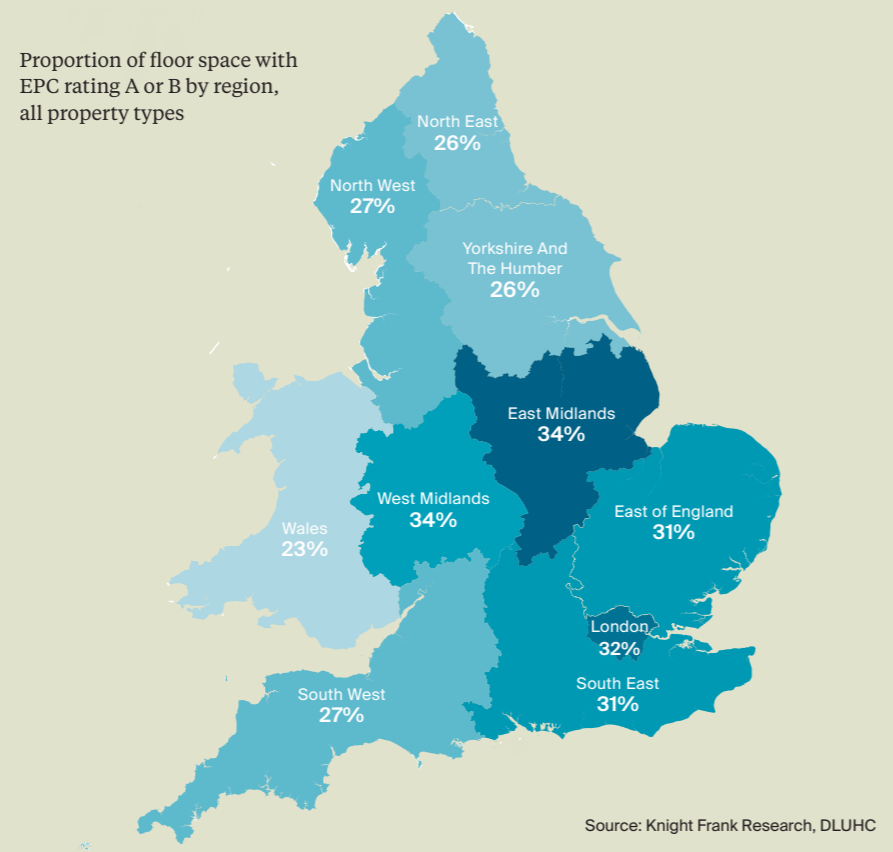 Proportion of floor space with
EPC rating A or B by region,
all property types
North East
26%
North West
27%
Yorkshire And
The Humber
26%
East Midlands
34%
West Midlands
34%
East of England
31%
Wales
23%
London
32%
South East
31%
South West
27%
Source: Knight Frank Research, DLUHC